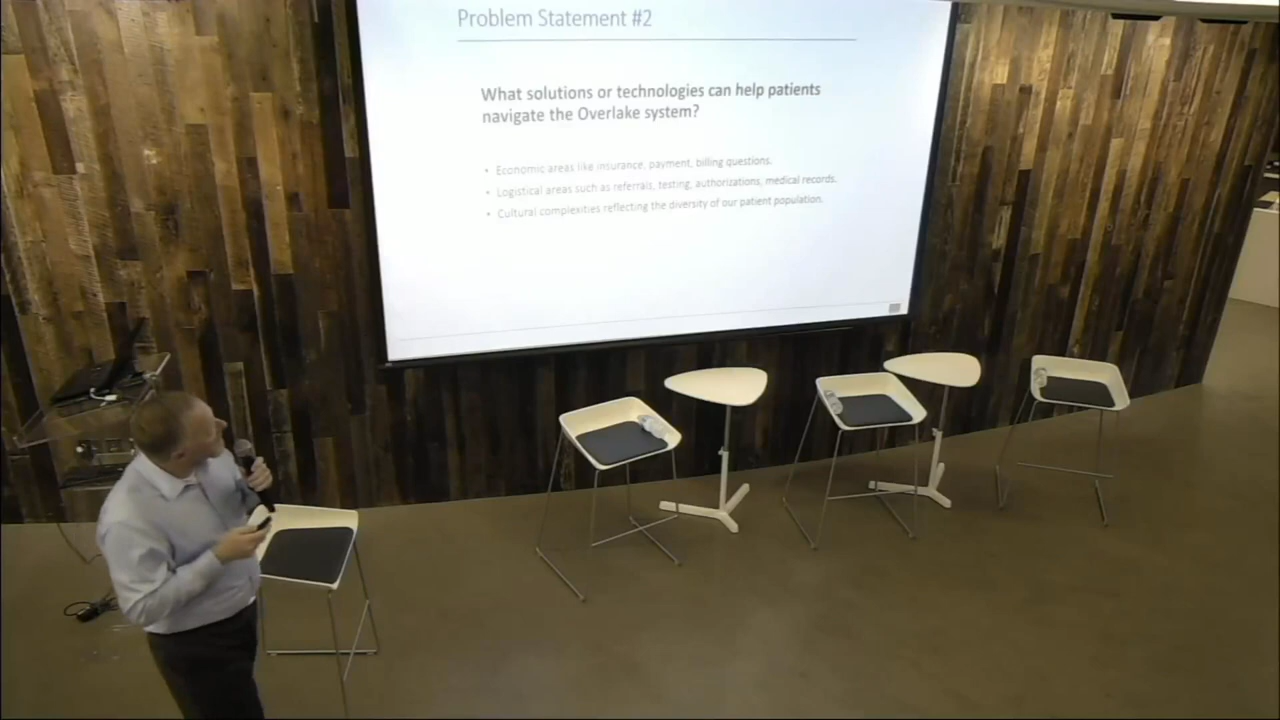 Problem Statement #2
What solutions or technologies can help patients
navigate the Overlake system?
• Economic areas like insurance, payment, billing questions.
• Logistical areas such as referrals, testing, authorizations, medical records.
• Cultural complexities reflecting the diversity of our patient population.